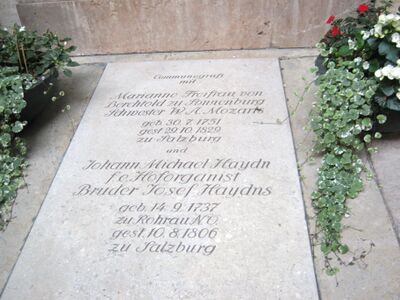 Communegruft
mit
Marianne Freifrau von
Berchtold zu Sonnenburg
Schwester W. A. Mozarts
geb. 30. 7. 1751
gest. 29. 10. 1829
zu Salzburg
und
Johann Michael Haydn
f. e. Hoforganist
Bruder Josef Haydns
geb. 14. 9. 1737
zu Rohrau N.Ö.
gest. 10. 8. 1806
zu Salzburg